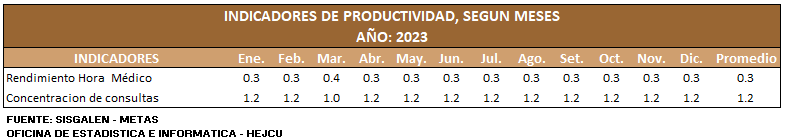 INDICADORES DE PRODUCTIVIDAD, SEGUN MESES
AÑO: 2023
INDICADORES Ene. Feb. Mar. Abr. May. Jun. Jul. Ago. Set. Oct. Nov. Dic. Promedio
Rendimiento Hora Médico 0.3 0.3 0.4 0.3 0.3 0.3 0.3 0.3 0.3 0.3 0.3 0.3 0.3
Concentracion de consultas 1.2 1.2 1.0 1.2 1.2 1.2 1.2 1.2 1.2 1.2 1.2 1.2 1.2
FUENTE: SISGALEN - METAS
OFICINA DE ESTADISTICA E INFORMATICA - HEJCU